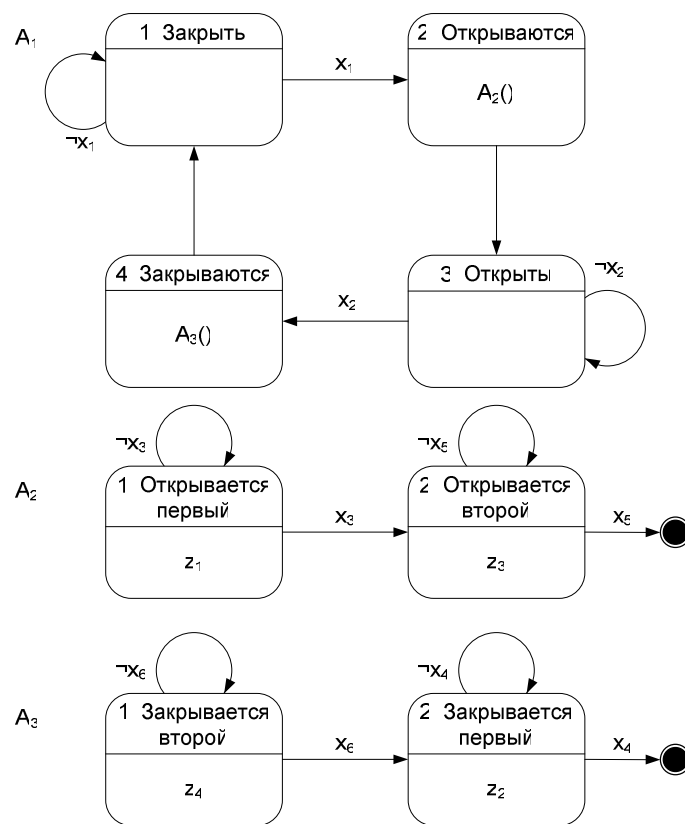 A₁
1 Закрыть
x₁
2 Открываются
A₂()
¬x₁
4 Закрываются
A₃()
x₂
3 Открыты
¬x₂
A₂
¬x₃
1 Открывается
первый
z₁
x₃
¬x₅
2 Открывается
второй
z₃
x₅
A₃
¬x₆
1 Закрывается
второй
z₄
x₆
¬x₄
2 Закрывается
первый
z₂
x₄